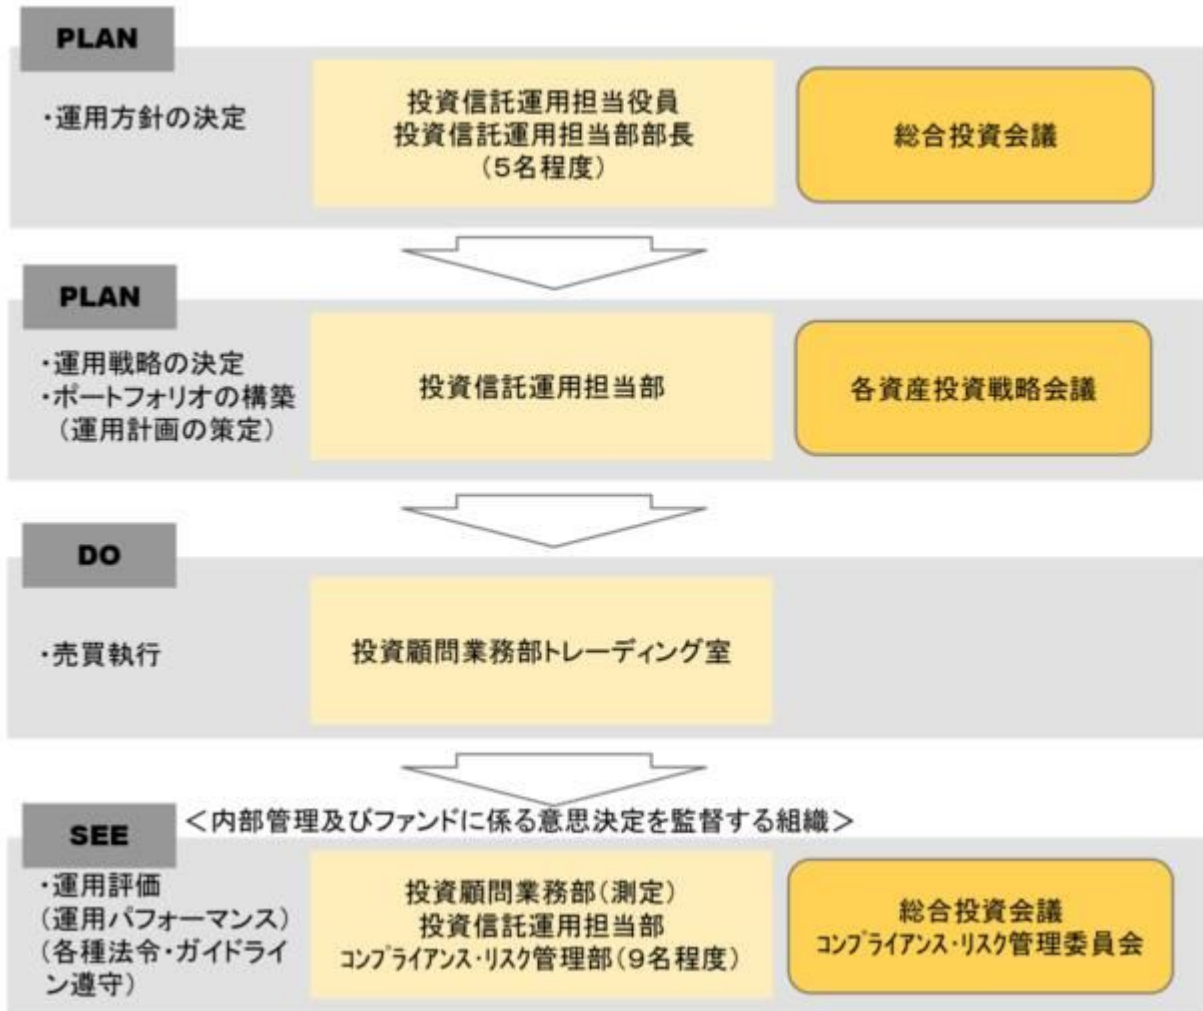 PLAN
・運用方針の決定
投資信託運用担当役員
投資信託運用担当部部長
(5名程度)
総合投資会議
PLAN
・運用戦略の決定
・ポートフォリオの構築
(運用計画の策定)
投資信託運用担当部
各資産投資戦略会議
DO
・売買執行
投資顧問業務部トレーディング室
SEE
＜内部管理及びファンドに係る意思決定を監督する組織＞
・運用評価
(運用パフォーマンス)
(各種法令・ガイドライ
ン遵守)
投資顧問業務部(測定)
投資信託運用担当部
ｺﾝﾌﾟﾗｲｱﾝｽ・ﾘｽｸ管理部(9名程度)
総合投資会議
ｺﾝﾌﾟﾗｲｱﾝｽ・ﾘｽｸ管理委員会